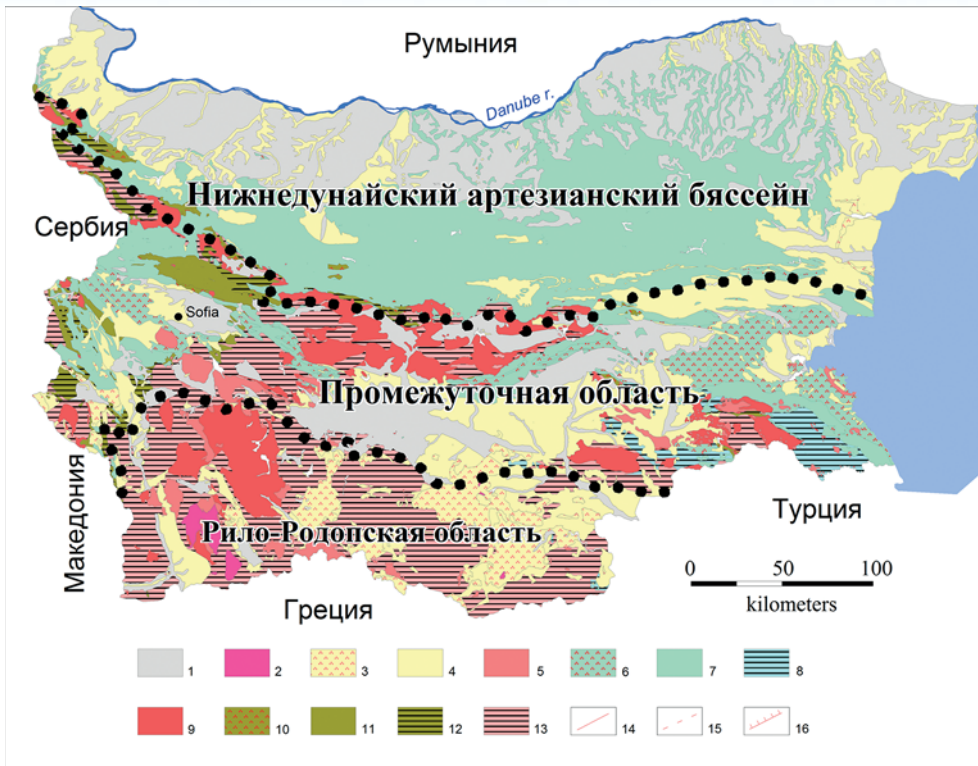 Румыния
Danube r.
Нижнедунайский артезианский бяссейн
Сербия
Sofia
Промежуточная область
Македония
Рило-Родопская область
Турция
Греция
0 50 100
kilometers
1 2 3 4 5 6 7 8
9 10 11 12 13 14 15 16